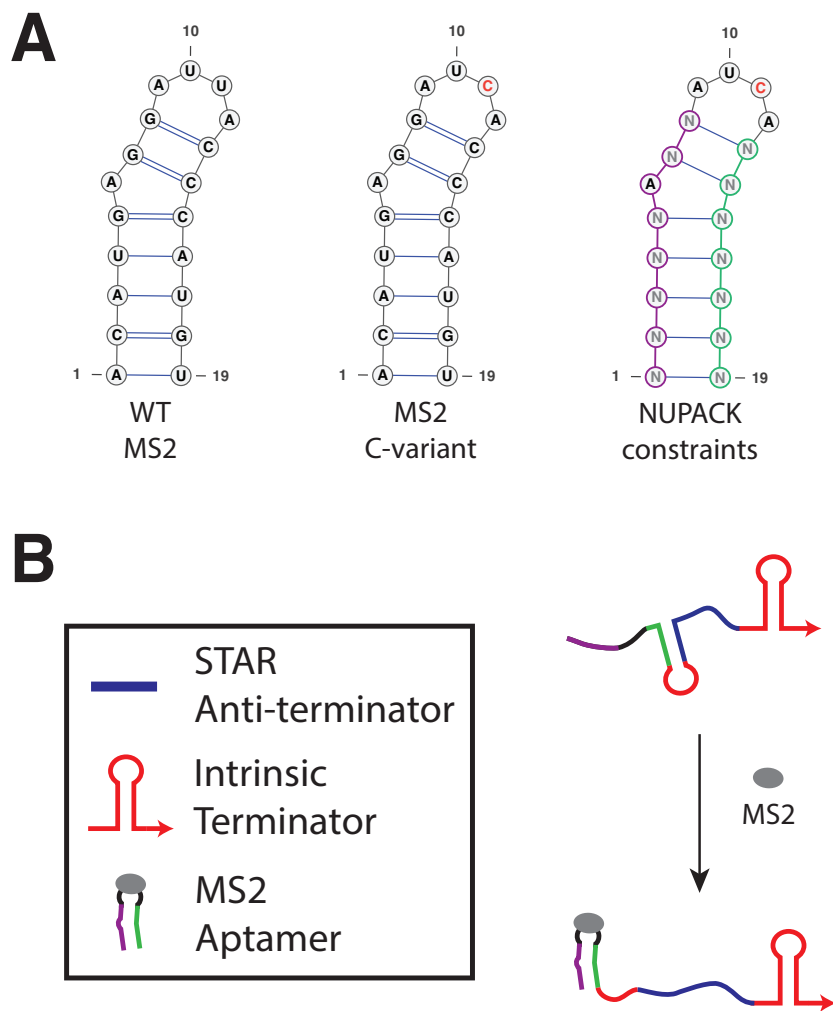 A
10 10 10
U U U
A U A C A C
G A G A N A
G C G C N N
A C A C A N
G C G C N N
U A U A N N
A U A U N N
C G C G N N
1 A U 19 1 A U 19 1 N N 19
WT
MS2
MS2
C-variant
NUPACK
constraints
B
STAR
Anti-terminator
Intrinsic
Terminator
MS2
Aptamer
MS2